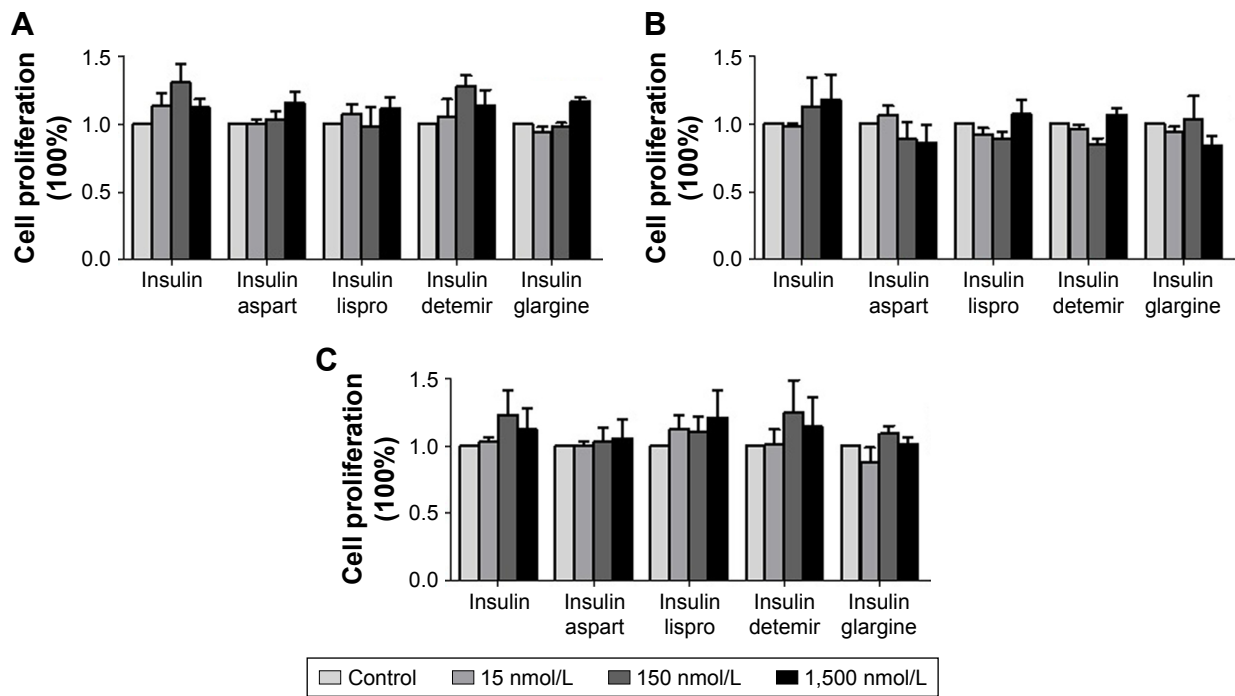 A
Cell proliferation
(100%)
1.5
1.0
0.5
0.0
Insulin
Insulin
aspart
Insulin
lispro
Insulin
detemir
Insulin
glargine
B
Cell proliferation
(100%)
1.5
1.0
0.5
0.0
Insulin
Insulin
aspart
Insulin
lispro
Insulin
detemir
Insulin
glargine
C
Cell proliferation
(100%)
1.5
1.0
0.5
0.0
Insulin
Insulin
aspart
Insulin
lispro
Insulin
detemir
Insulin
glargine
Control 15 nmol/L 150 nmol/L 1,500 nmol/L